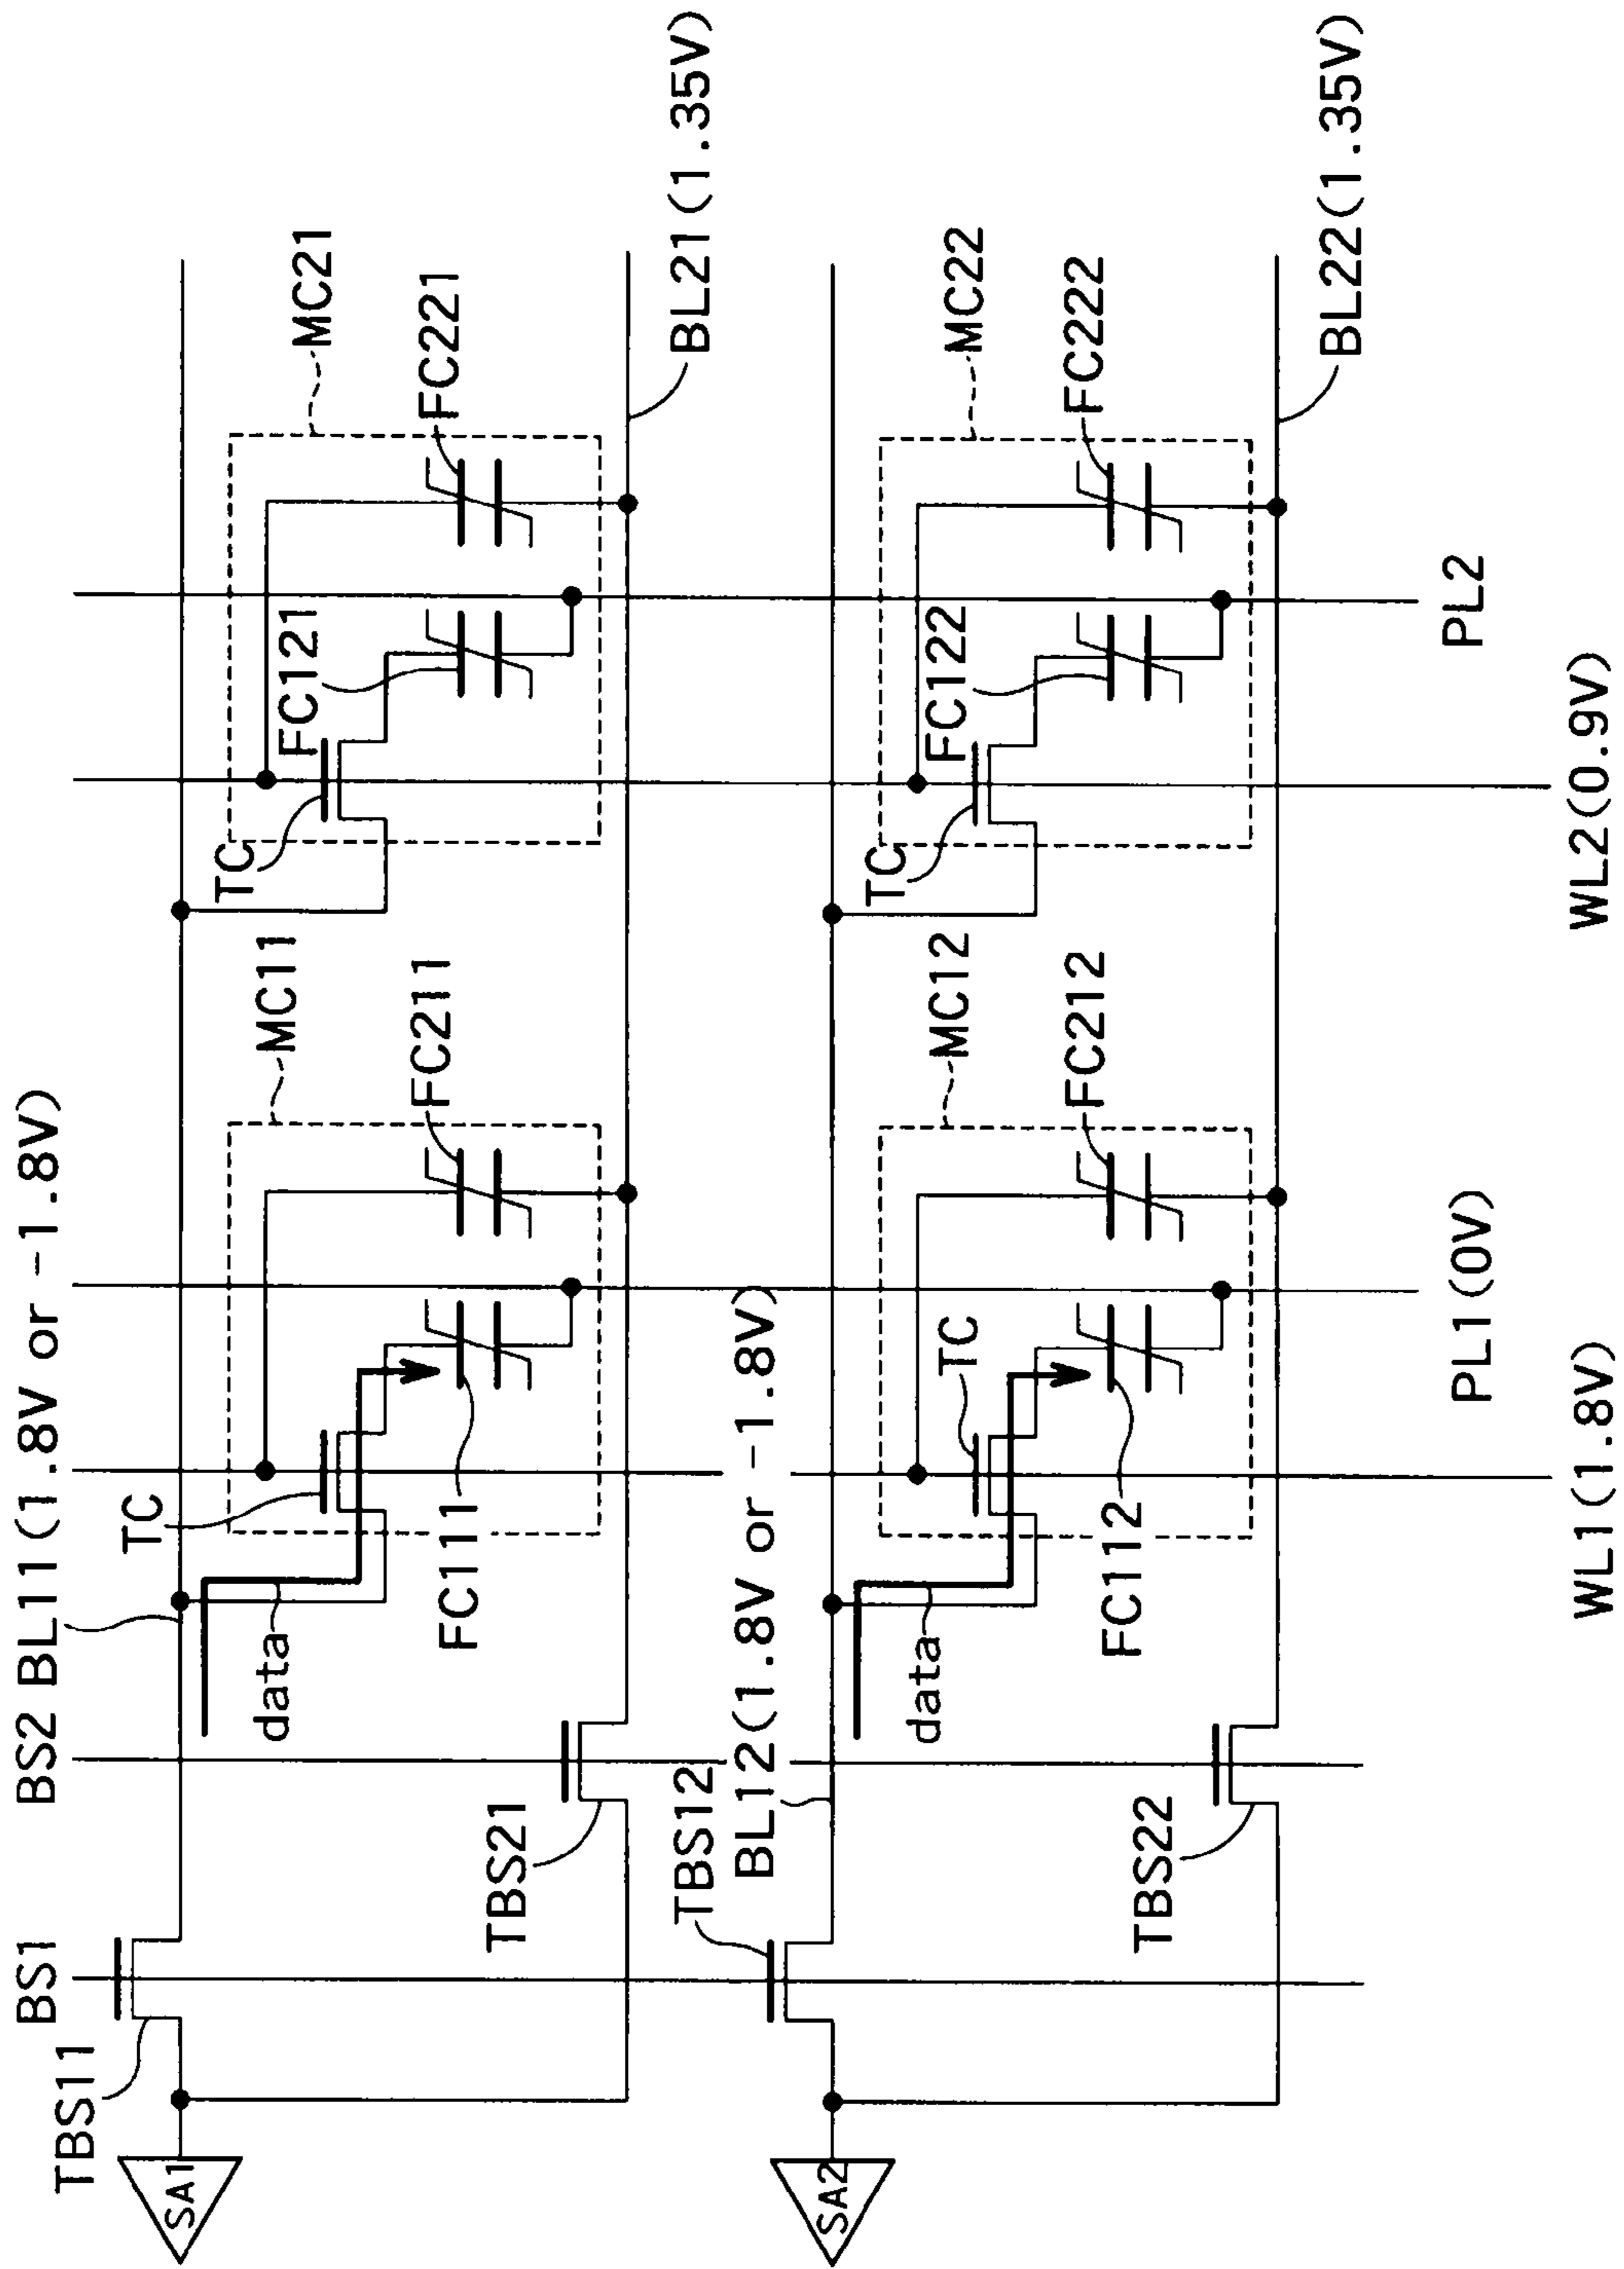 BS1
BS2
BL11(1.8V or -1.8V)
TBS11
SA1
data
TC
MC11
FC211
FC111
TC
MC21
FC121
FC221
BL21(1.35V)
TBS21
TBS12
BL12(1.8V or -1.8V)
SA2
data
TC
MC12
FC212
FC112
TC
MC22
FC122
FC222
BL22(1.35V)
TBS22
PL1(0V)
PL2
WL1(1.8V)
WL2(0.9V)